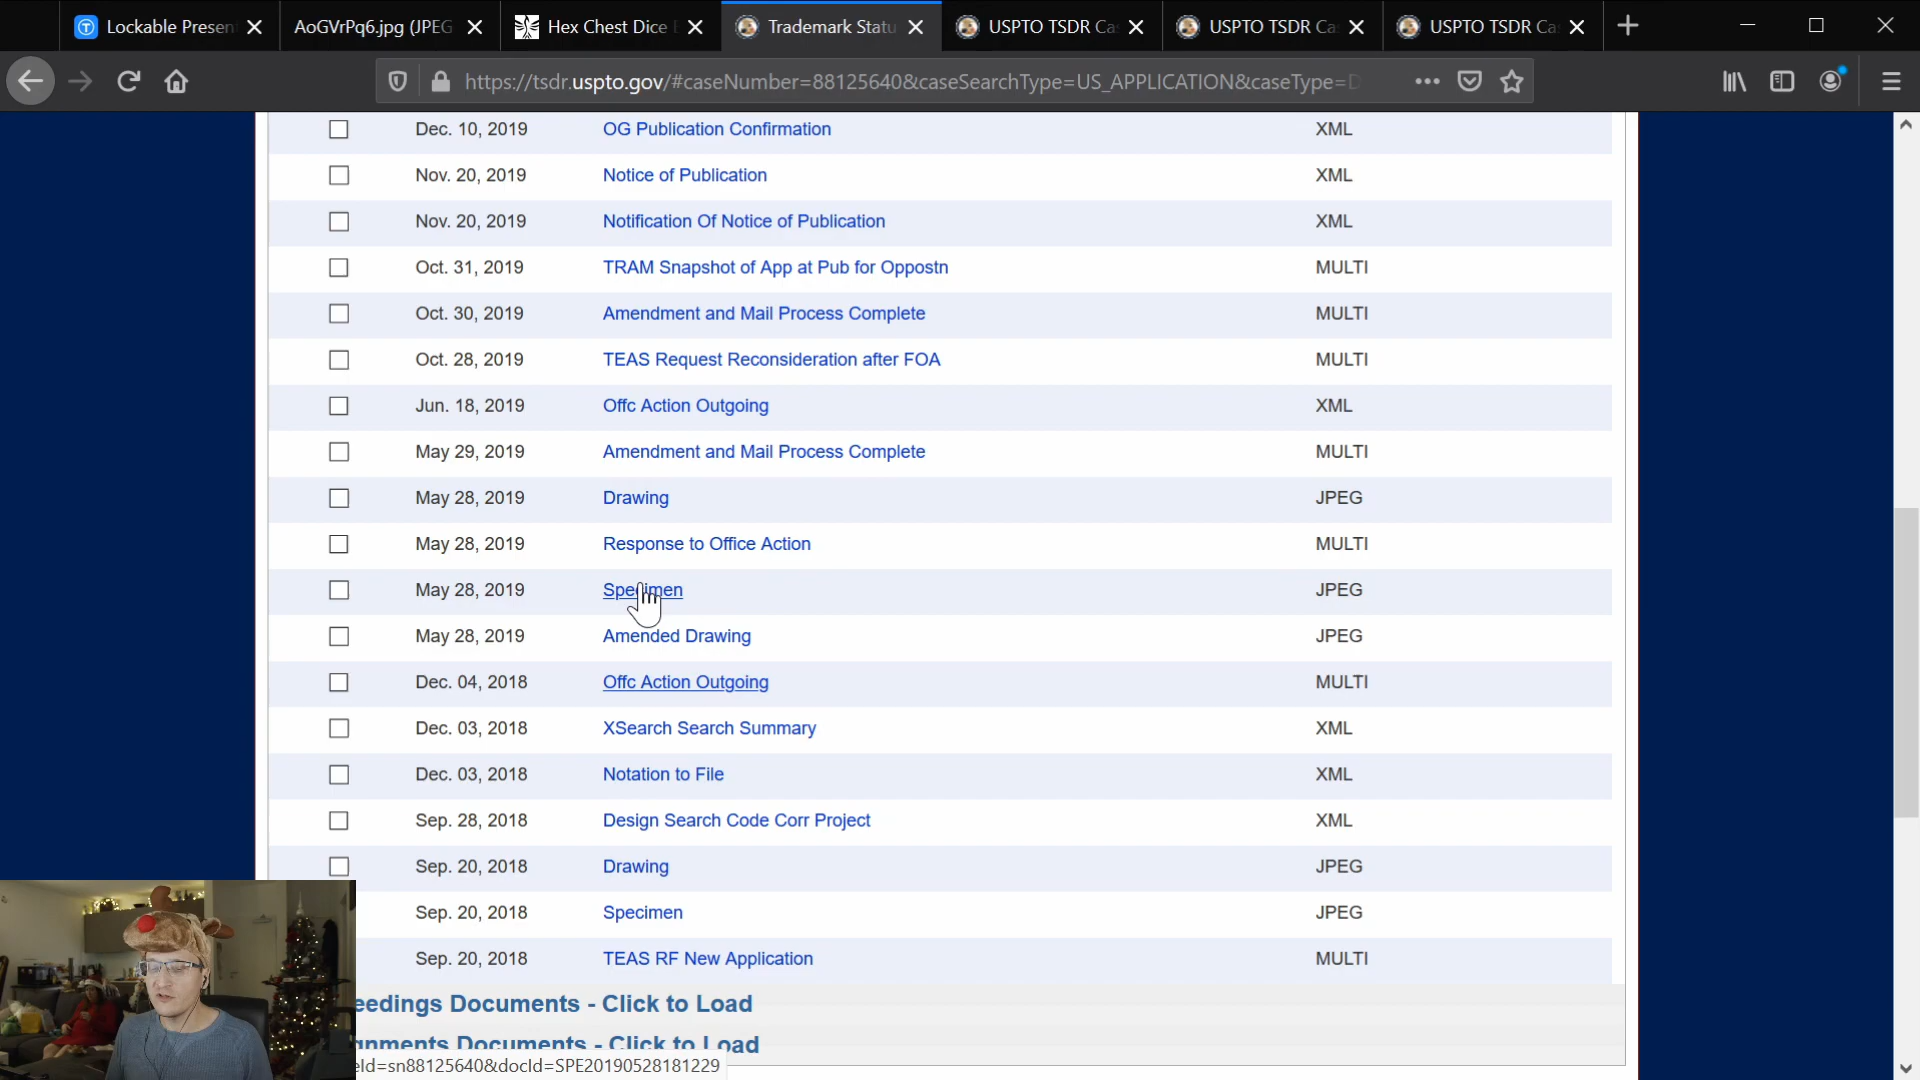 Lockable Presen
AoGVrPq6.jpg (JPEG
Hex Chest Dice
Trademark Statu
USPTO TSDR Ca
USPTO TSDR Ca
USPTO TSDR Ca
https://tsdr.uspto.gov/#caseNumber=88125640&caseSearchType=US_APPLICATION&caseType=D
Dec. 10, 2019 OG Publication Confirmation XML
Nov. 20, 2019 Notice of Publication XML
Nov. 20, 2019 Notification Of Notice of Publication XML
Oct. 31, 2019 TRAM Snapshot of App at Pub for Oppostn MULTI
Oct. 30, 2019 Amendment and Mail Process Complete MULTI
Oct. 28, 2019 TEAS Request Reconsideration after FOA MULTI
Jun. 18, 2019 Offc Action Outgoing XML
May 29, 2019 Amendment and Mail Process Complete MULTI
May 28, 2019 Drawing JPEG
May 28, 2019 Response to Office Action MULTI
May 28, 2019 Specimen JPEG
May 28, 2019 Amended Drawing JPEG
Dec. 04, 2018 Offc Action Outgoing MULTI
Dec. 03, 2018 XSearch Search Summary XML
Dec. 03, 2018 Notation to File XML
Sep. 28, 2018 Design Search Code Corr Project XML
Sep. 20, 2018 Drawing JPEG
Sep. 20, 2018 Specimen JPEG
Sep. 20, 2018 TEAS RF New Application MULTI
eedings Documents - Click to Load
gnments Documents - Click to Load
eId=sn88125640&docId=SPE20190528181229